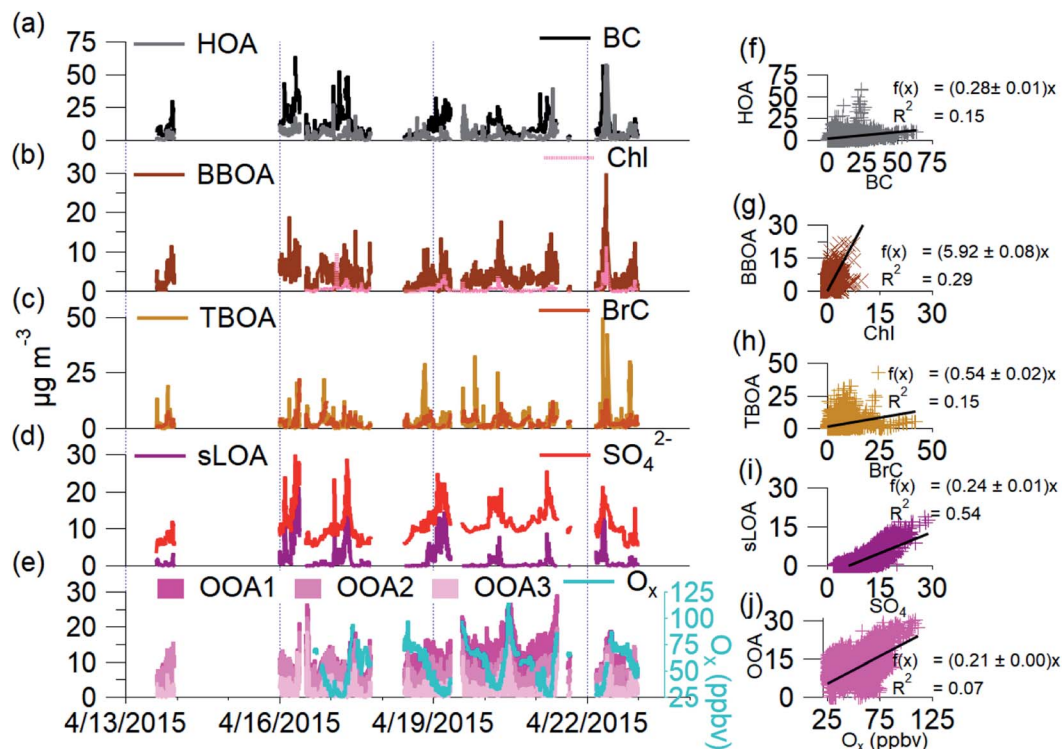 (a)
75
HOA
BC
50
25
0
(b)
30
BBOA
Chl
20
10
0
(c)
50
TBOA
BrC
25
0
µg m-3
(d)
30
sLOA
SO42-
20
10
0
(e)
30
OOA1
OOA2
OOA3
Ox
125
20
100
75
10
50
0
25
Ox (ppbv)
4/13/2015
4/16/2015
4/19/2015
4/22/2015
(f)
75
50
25
0
HOA
f(x) = (0.28± 0.01)x
R2 = 0.15
0 25 50 75
BC
(g)
30
15
0
BBOA
f(x) = (5.92 ± 0.08)x
R2 = 0.29
0 15 30
Chl
(h)
50
25
0
TBOA
f(x) = (0.54 ± 0.02)x
R2 = 0.15
0 25 50
BrC
(i)
30
15
0
sLOA
f(x) = (0.24 ± 0.01)x
R2 = 0.54
0 15 30
SO4
(j)
30
20
10
0
OOA
f(x) = (0.21 ± 0.00)x
R2 = 0.07
25 75 125
Ox (ppbv)